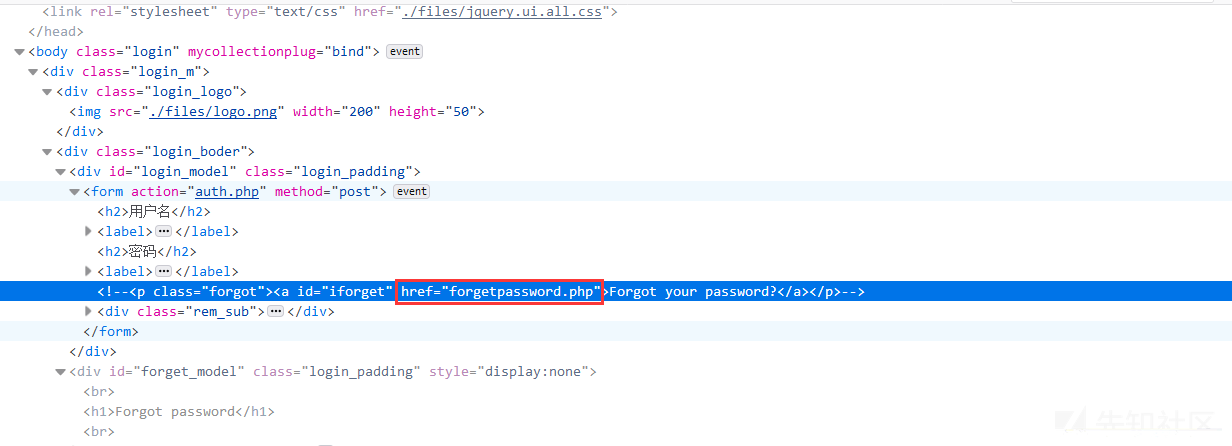 <link rel="stylesheet" type="text/css" href="./files/jquery.ui.all.css">
</head>
<body class="login" mycollectionplug="bind"> event
<div class="login_m">
<div class="login_logo">
<img src="./files/logo.png" width="200" height="50">
</div>
<div class="login_boder">
<div id="login_model" class="login_padding">
<form action="auth.php" method="post"> event
<h2>用户名</h2>
<label>⋯</label>
<h2>密码</h2>
<label>⋯</label>
<!--<p class="forgot"><a id="iforget" href="forgetpassword.php">Forgot your password?</a></p>-->
<div class="rem_sub">⋯</div>
</form>
</div>
<div id="forget_model" class="login_padding" style="display:none">
<br>
<h1>Forgot password</h1>
<br>
先知社区